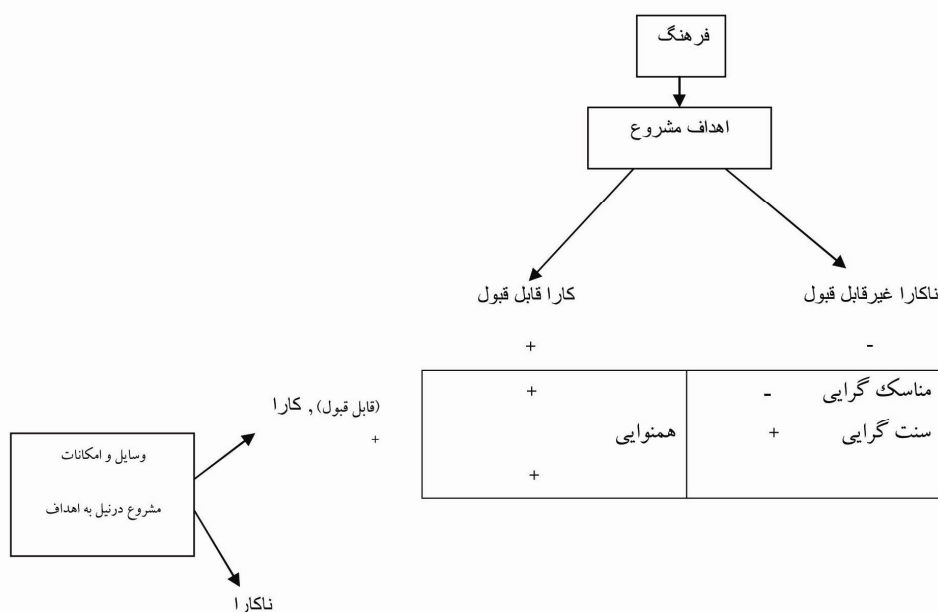 فرهنگ
اهداف مشروع
ناکارا غیرقابل قبول
کارا قابل قبول
-
+
مناسک گرایی -
سنت گرایی +
+
همنوایی
+
(قابل قبول), کارا
+
وسایل و امکانات
مشروع درنیل به اهداف
ناکارا